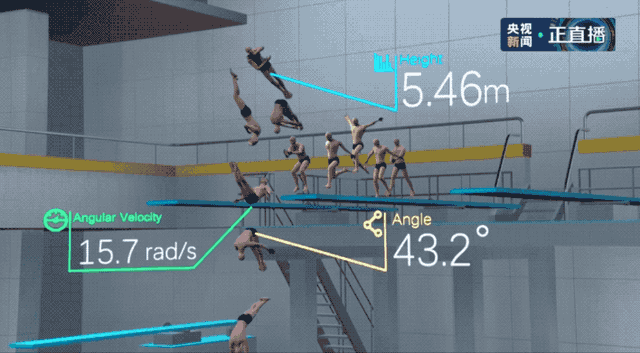 央视
新闻
正直播
Height
5.46m
Angular Velocity
15.7 rad/s
Angle
43.2°